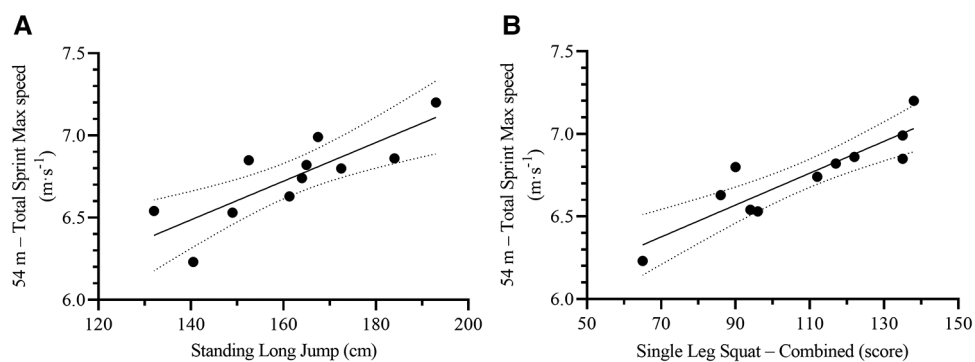 A
54 m – Total Sprint Max speed
(m·s⁻¹)
7.5
7.0
6.5
6.0
120 140 160 180 200
Standing Long Jump (cm)
B
54 m – Total Sprint Max speed
(m·s⁻¹)
7.5
7.0
6.5
6.0
50 70 90 110 130 150
Single Leg Squat – Combined (score)